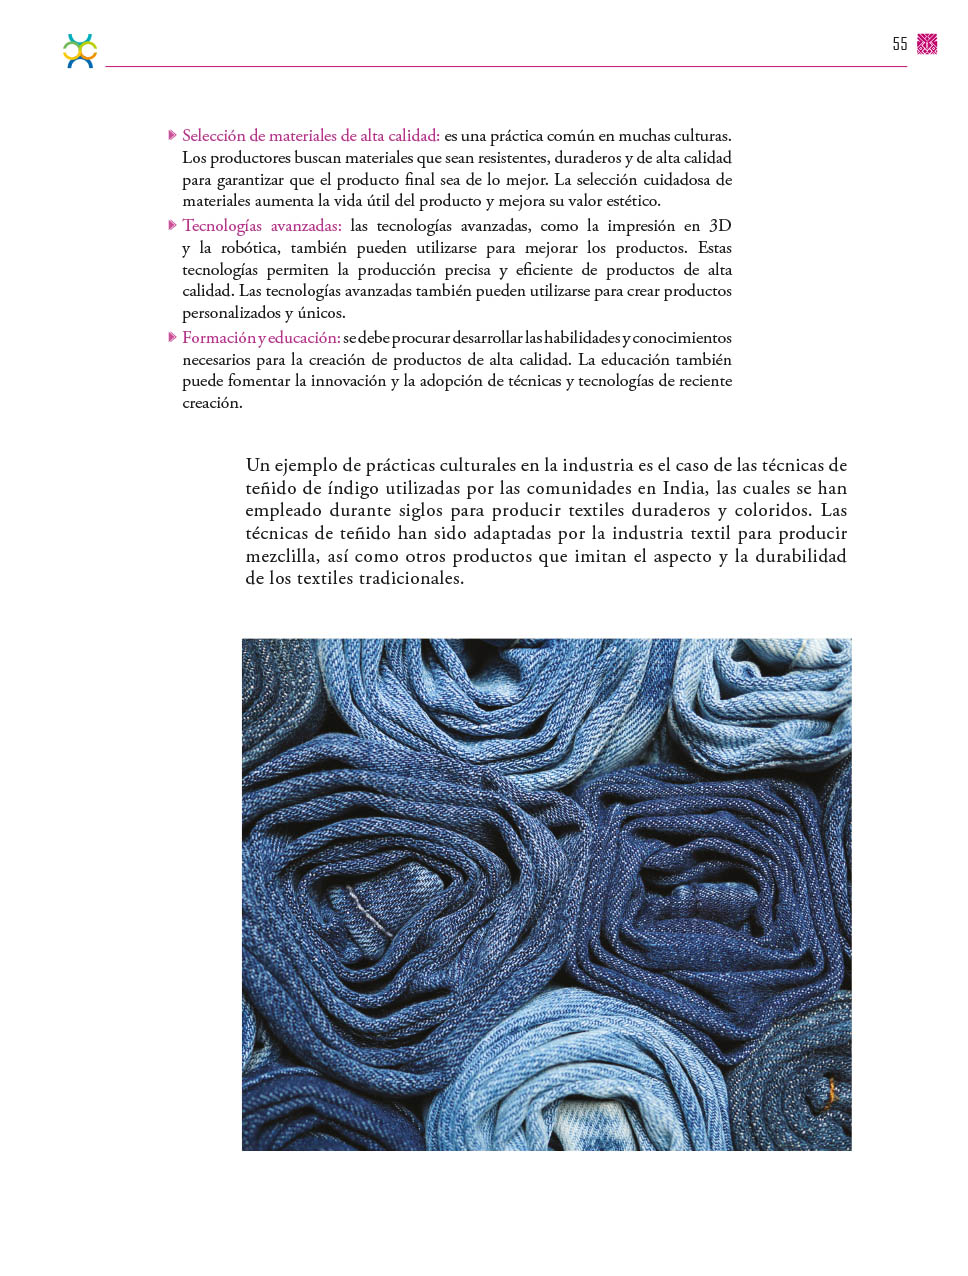 55
Selección de materiales de alta calidad: es una práctica común en muchas culturas.
Los productores buscan materiales que sean resistentes, duraderos y de alta calidad
para garantizar que el producto final sea de lo mejor. La selección cuidadosa de
materiales aumenta la vida útil del producto y mejora su valor estético.
Tecnologías avanzadas: las tecnologías avanzadas, como la impresión en 3D
y la robótica, también pueden utilizarse para mejorar los productos. Estas
tecnologías permiten la producción precisa y eficiente de productos de alta
calidad. Las tecnologías avanzadas también pueden utilizarse para crear productos
personalizados y únicos.
Formación y educación: se debe procurar desarrollar las habilidades y conocimientos
necesarios para la creación de productos de alta calidad. La educación también
puede fomentar la innovación y la adopción de técnicas y tecnologías de reciente
creación.
Un ejemplo de prácticas culturales en la industria es el caso de las técnicas de
teñido de índigo utilizadas por las comunidades en India, las cuales se han
empleado durante siglos para producir textiles duraderos y coloridos. Las
técnicas de teñido han sido adaptadas por la industria textil para producir
mezclilla, así como otros productos que imitan el aspecto y la durabilidad
de los textiles tradicionales.